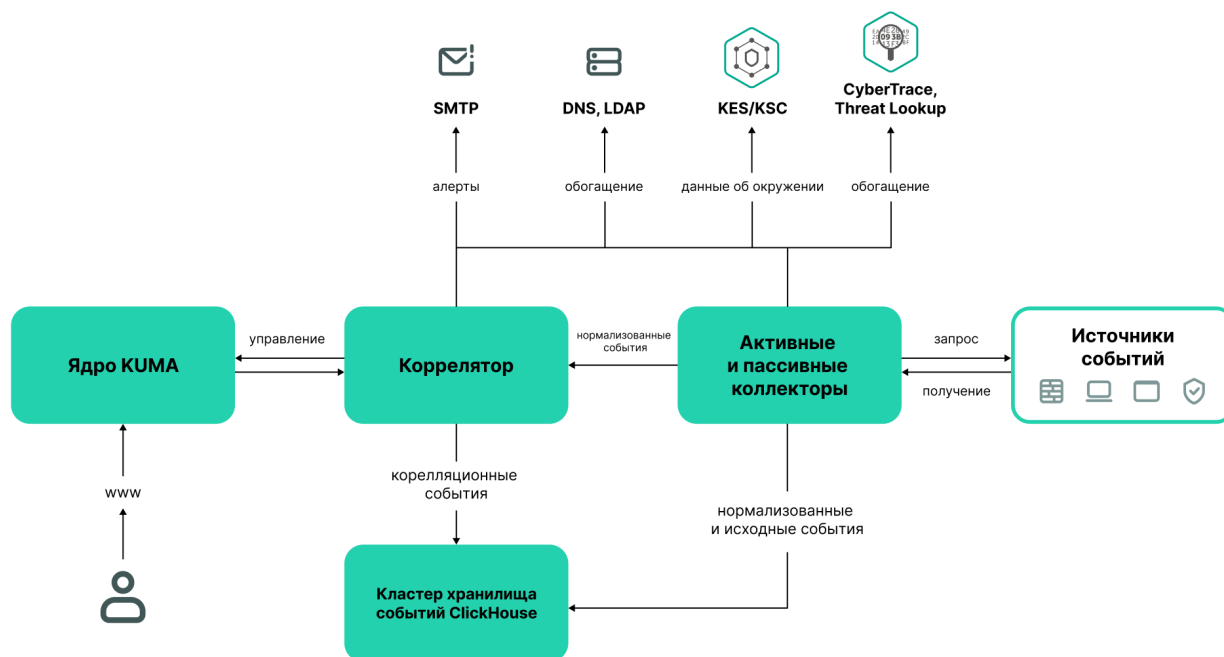 SMTP
DNS, LDAP
KES/KSC
CyberTrace,
Threat Lookup
алерты
обогащение
данные об окружении
обогащение
Ядро KUMA
управление
Коррелятор
нормализованные
события
Активные
и пассивные
коллекторы
запрос
получение
Источники
событий
www
корелляционные
события
нормализованные
и исходные события
Кластер хранилища
событий ClickHouse